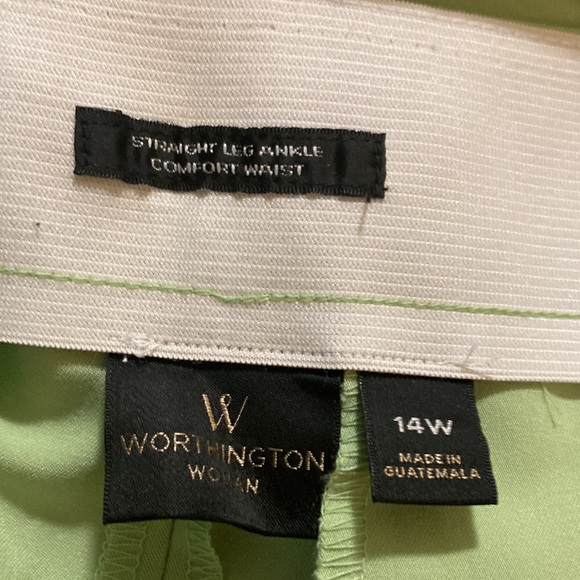 STRAIGHT LEG ANKLE
COMFORT WAIST
W
WORTHINGTON
WOMAN
14W
MADE IN
GUATEMALA